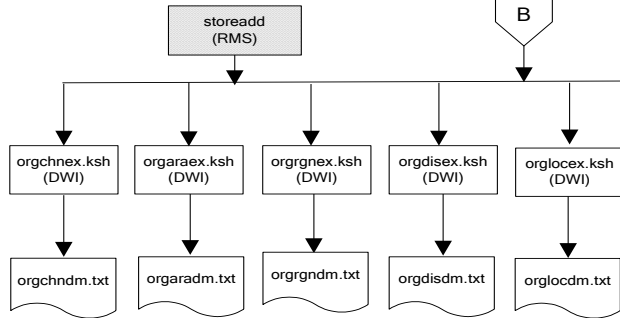 storeadd
(RMS)
B
orgchnex.ksh
(DWI)
orgaraex.ksh
(DWI)
orgrgnex.ksh
(DWI)
orgdisex.ksh
(DWI)
orglocex.ksh
(DWI)
orgchndm.txt
orgaradm.txt
orgrgndm.txt
orgdisdm.txt
orglocdm.txt